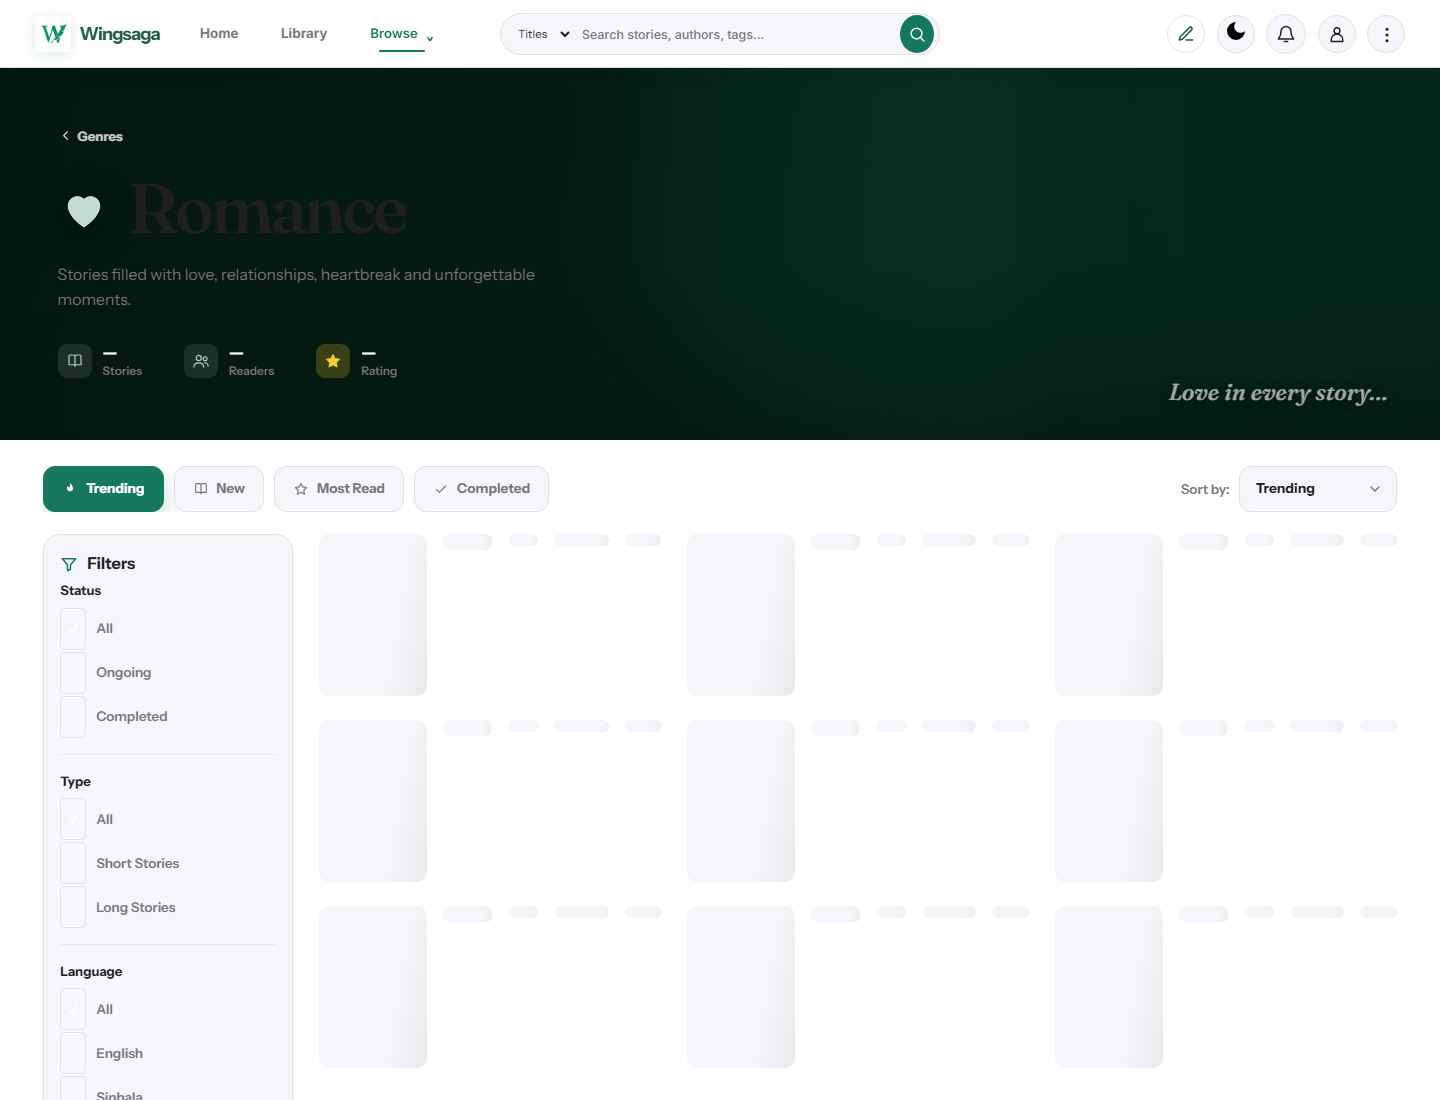 Wingsaga
Home
Library
Browse
Titles
Search stories, authors, tags...
Genres
Romance
Stories filled with love, relationships, heartbreak and unforgettable
moments.
–
Stories
–
Readers
–
Rating
Love in every story...
Trending
New
Most Read
Completed
Sort by:
Trending
Filters
Status
All
Ongoing
Completed
Type
All
Short Stories
Long Stories
Language
All
English
Sinhala